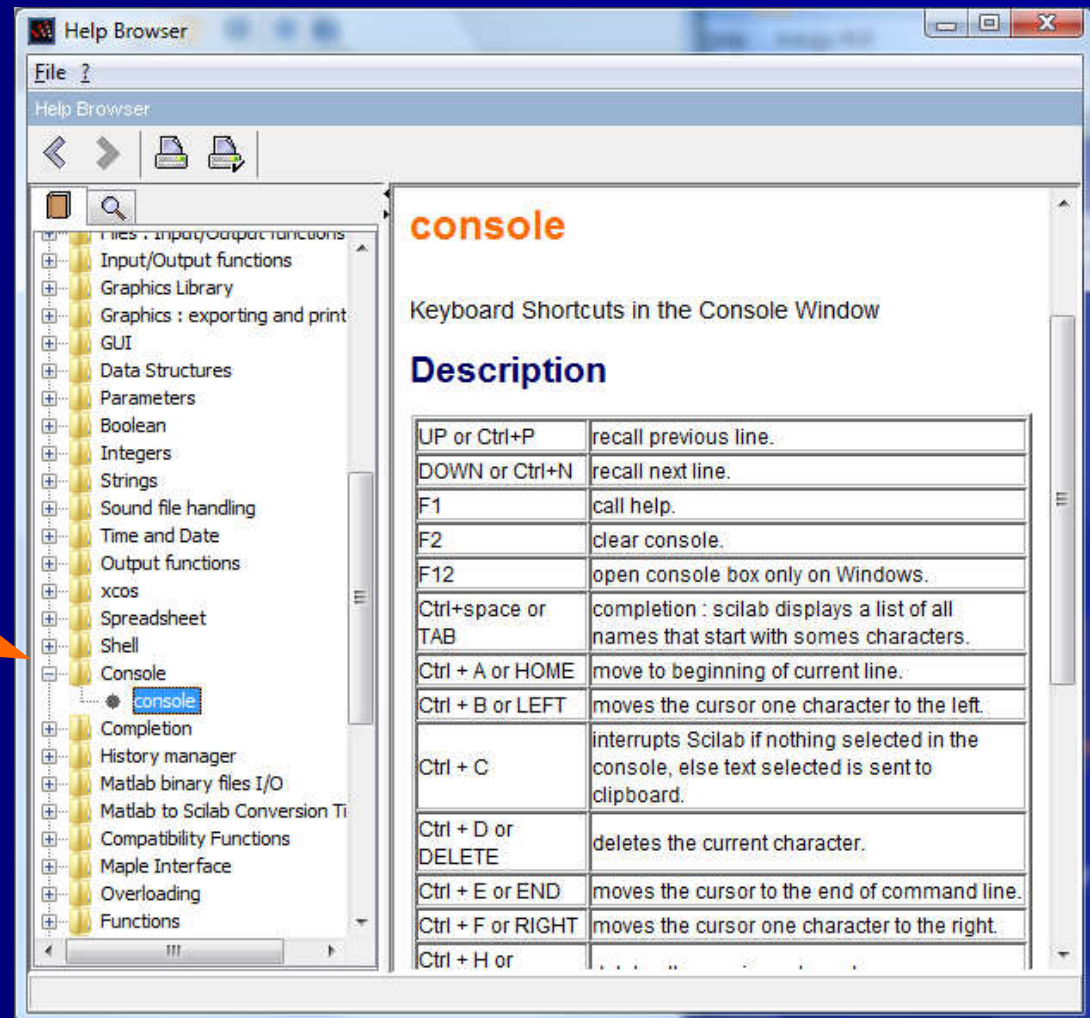 Help Browser
File ?
Help Browser
Input/Output functions
Graphics Library
Graphics : exporting and print
GUI
Data Structures
Parameters
Boolean
Integers
Strings
Sound file handling
Time and Date
Output functions
xcos
Spreadsheet
Shell
Console
console
Completion
History manager
Matlab binary files I/O
Matlab to Scilab Conversion Ti
Compatibility Functions
Maple Interface
Overloading
Functions
console
Keyboard Shortcuts in the Console Window
Description
UP or Ctrl+P recall previous line.
DOWN or Ctrl+N recall next line.
F1 call help.
F2 clear console.
F12 open console box only on Windows.
Ctrl+space or completion : scilab displays a list of all
TAB names that start with somes characters.
Ctrl + A or HOME move to beginning of current line.
Ctrl + B or LEFT moves the cursor one character to the left.
interrupts Scilab if nothing selected in the
Ctrl + C console, else text selected is sent to
clipboard.
Ctrl + D or
DELETE deletes the current character.
Ctrl + E or END moves the cursor to the end of command line.
Ctrl + F or RIGHT moves the cursor one character to the right.
Ctrl + H or